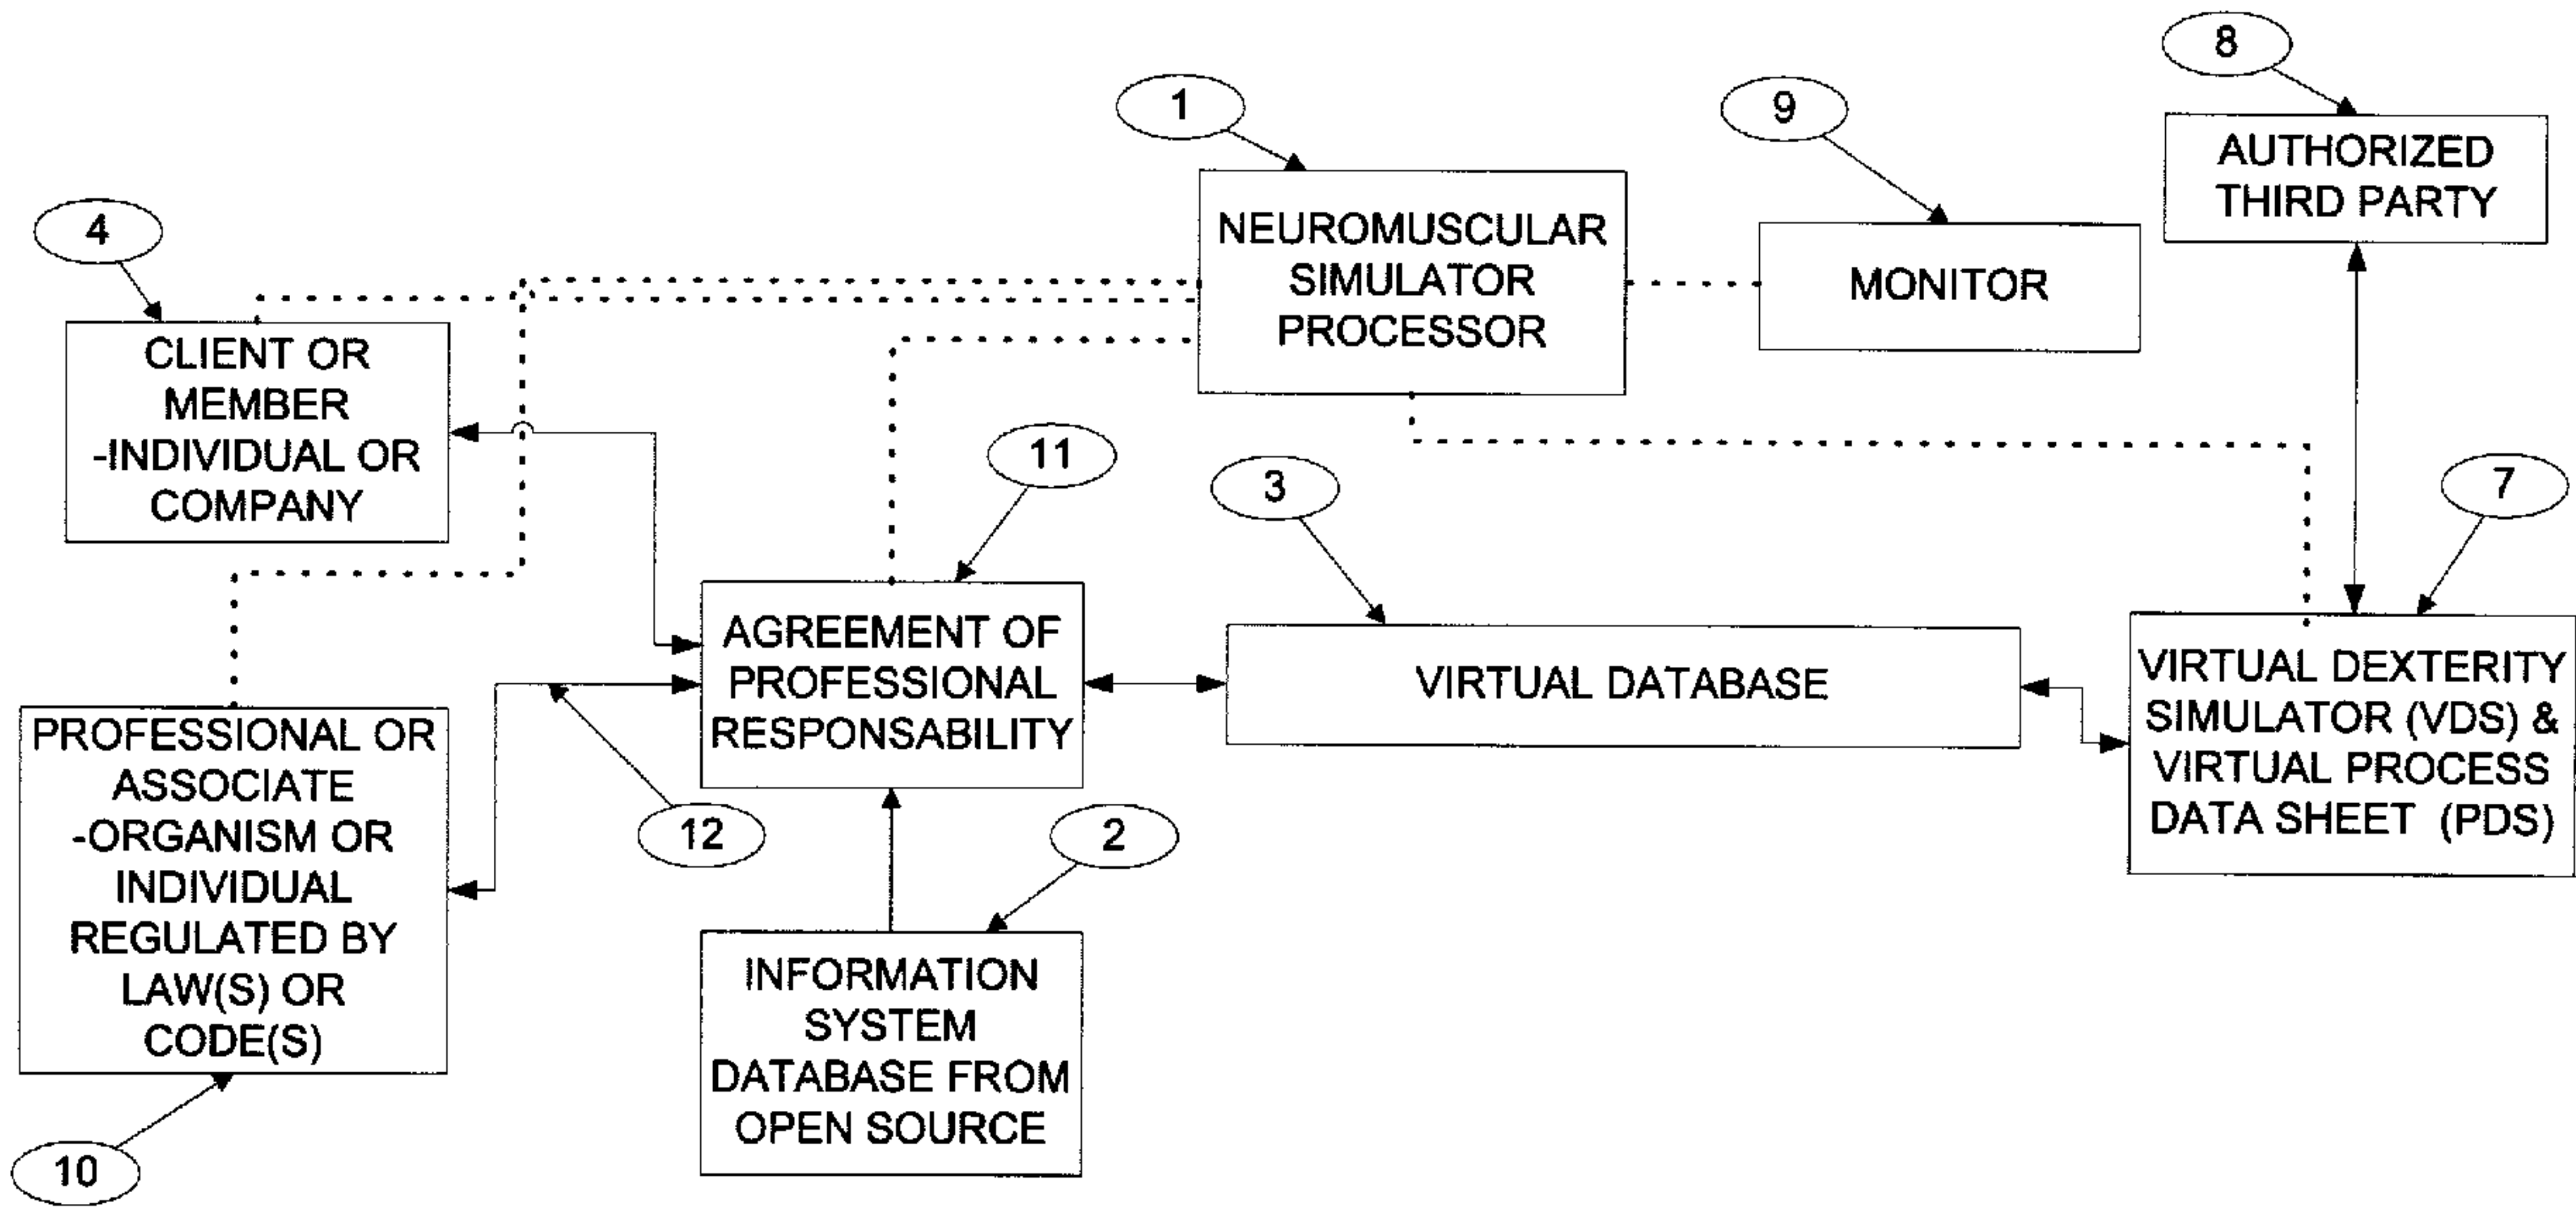 8
1
9
AUTHORIZED
THIRD PARTY
4
NEUROMUSCULAR
SIMULATOR
PROCESSOR
MONITOR
CLIENT OR
MEMBER
-INDIVIDUAL OR
COMPANY
11
3
7
AGREEMENT OF
PROFESSIONAL
RESPONSABILITY
VIRTUAL DATABASE
VIRTUAL DEXTERITY
SIMULATOR (VDS) &
VIRTUAL PROCESS
DATA SHEET (PDS)
PROFESSIONAL OR
ASSOCIATE
-ORGANISM OR
INDIVIDUAL
REGULATED BY
LAW(S) OR
CODE(S)
12
2
INFORMATION
SYSTEM
DATABASE FROM
OPEN SOURCE
10